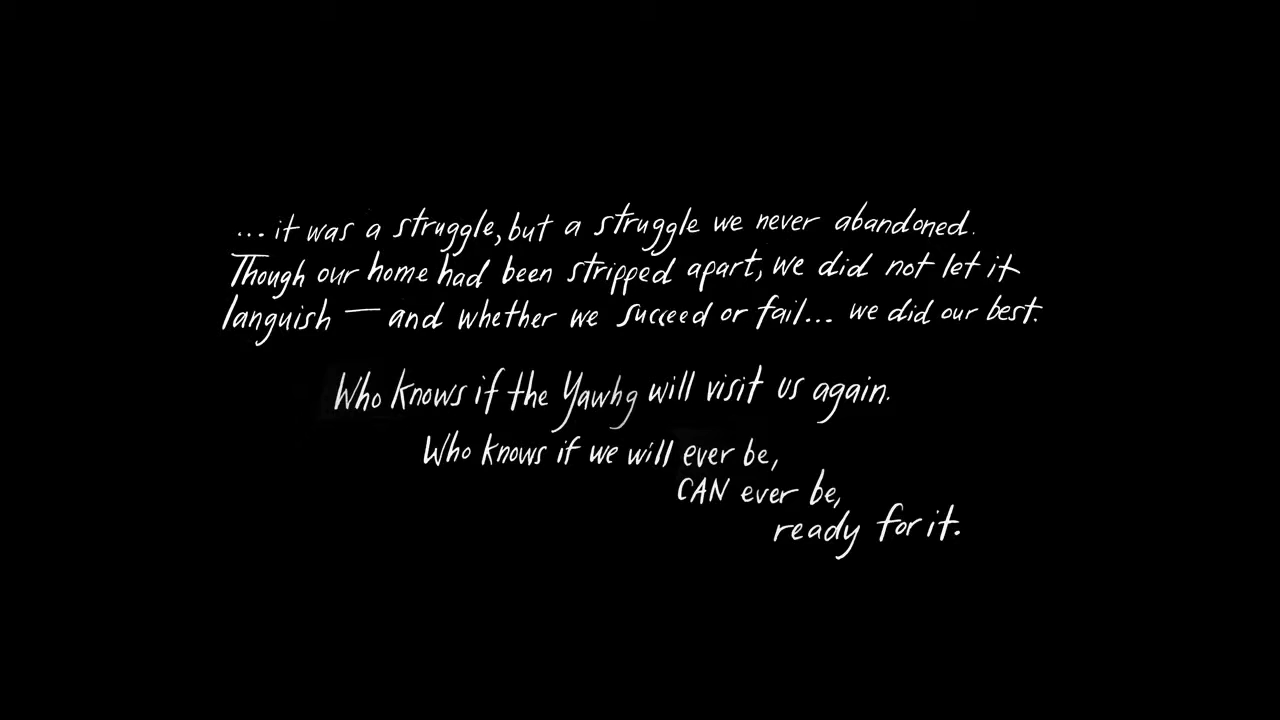 ...it was a struggle, but a struggle we never abandoned.
Though our home had been stripped apart, we did not let it
languish — and whether we succeed or fail... we did our best.
Who knows if the Yawhg will visit us again.
Who knows if we will ever be,
CAN ever be,
ready for it.